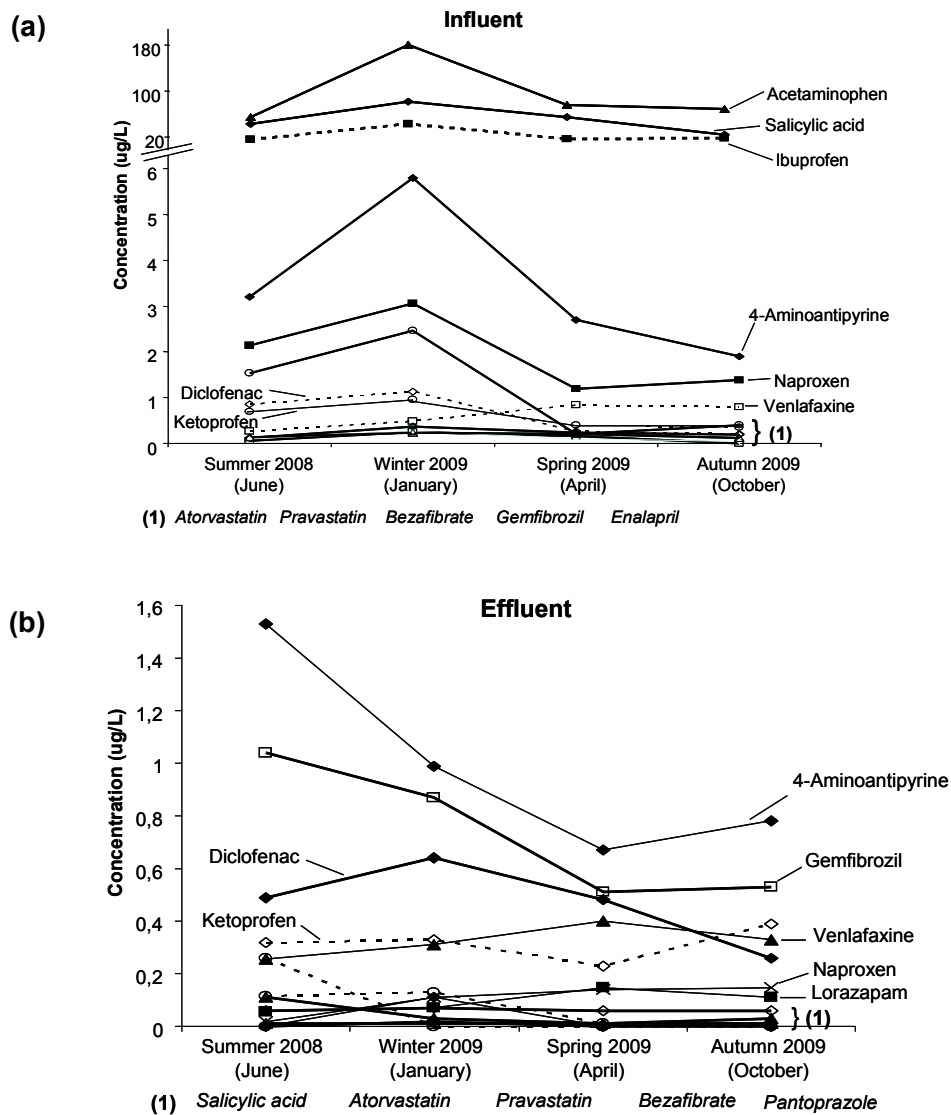 (a)
Influent
Concentration (ug/L)
180
100
20
6
5
4
3
2
1
0
Acetaminophen
Salicylic acid
Ibuprofen
4-Aminoantipyrine
Naproxen
Diclofenac
Ketoprofen
Venlafaxine
(1)
Summer 2008 Winter 2009 Spring 2009 Autumn 2009
(June) (January) (April) (October)
(1) Atorvastatin Pravastatin Bezafibrate Gemfibrozil Enalapril
(b)
Effluent
Concentration (ug/L)
1,6
1,4
1,2
1
0,8
0,6
0,4
0,2
0
4-Aminoantipyrine
Gemfibrozil
Diclofenac
Ketoprofen
Venlafaxine
Naproxen
Lorazapam
(1)
Summer 2008 Winter 2009 Spring 2009 Autumn 2009
(June) (January) (April) (October)
(1) Salicylic acid Atorvastatin Pravastatin Bezafibrate Pantoprazole